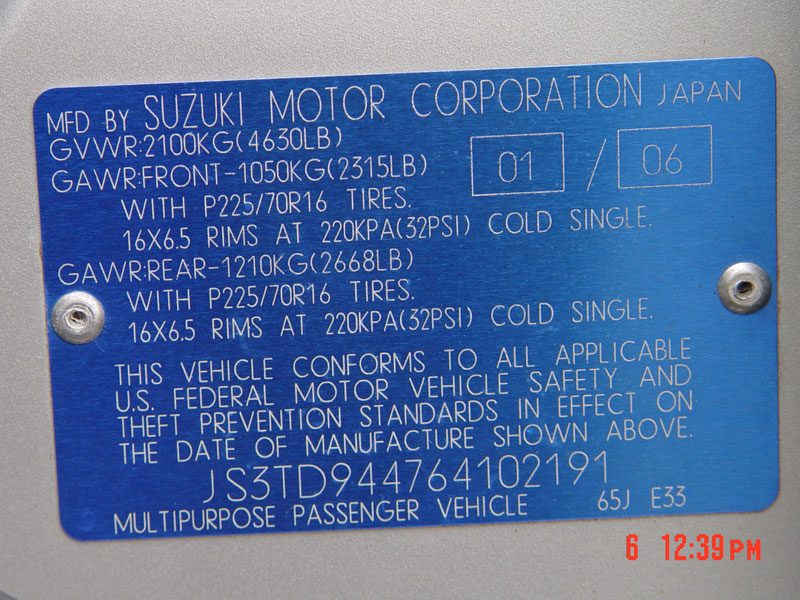 MFD BY SUZUKI MOTOR CORPORATION JAPAN
GVWR:2100KG(4630LB)
GAWR:FRONT-1050KG(2315LB) 01 / 06
WITH P225/70R16 TIRES.
16X6.5 RIMS AT 220KPA(32PSI) COLD SINGLE.
GAWR:REAR-1210KG(2668LB)
WITH P225/70R16 TIRES.
16X6.5 RIMS AT 220KPA(32PSI) COLD SINGLE.
THIS VEHICLE CONFORMS TO ALL APPLICABLE
U.S. FEDERAL MOTOR VEHICLE SAFETY AND
THEFT PREVENTION STANDARDS IN EFFECT ON
THE DATE OF MANUFACTURE SHOWN ABOVE.
JS3TD944764102191
MULTIPURPOSE PASSENGER VEHICLE 65J E33
6 12:39PM